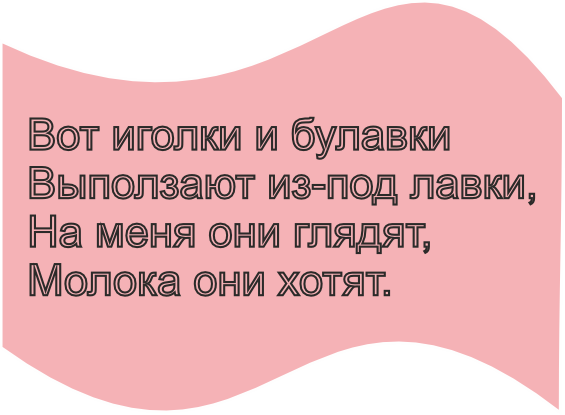 Вот иголки и булавки
Выползают из-под лавки,
На меня они глядят,
Молока они хотят.